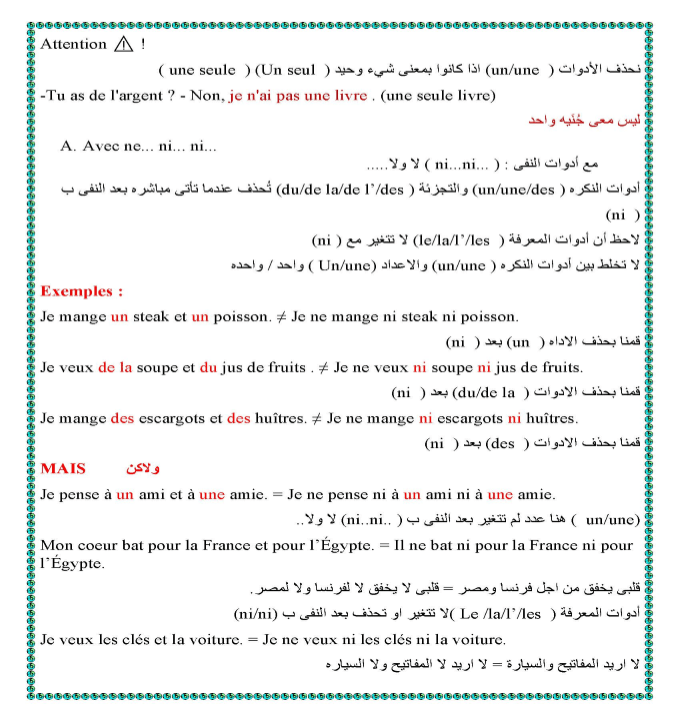 Attention ⚠ !
نحذف الأدوات ( un/une) اذا كانوا بمعنى شيء وحيد ( Un seul) ( une seule )
-Tu as de l'argent ? - Non, je n'ai pas une livre . (une seule livre)
ليس معى جُنَيه واحد
A. Avec ne... ni... ni...
مع أدوات النفى : ( ...ni...ni ) لا ولا.....
أدوات النكره ( un/une/des) والتجزئة ( du/de la/de l’/des) تُحذف عندما تأتى مباشره بعد النفى ب
( ni )
لاحظ أن أدوات المعرفة ( le/la/l’/les) لا تتغير مع ( ni )
لا تخلط بين أدوات النكره ( un/une) والاعداد (Un/une ) واحد / واحده
Exemples :
Je mange un steak et un poisson. ≠ Je ne mange ni steak ni poisson.
قمنا بحذف الاداه ( un) بعد ( ni )
Je veux de la soupe et du jus de fruits . ≠ Je ne veux ni soupe ni jus de fruits.
قمنا بحذف الادوات ( du/de la) بعد ( ni )
Je mange des escargots et des huîtres. ≠ Je ne mange ni escargots ni huîtres.
قمنا بحذف الادوات ( des) بعد ( ni)
MAIS ولاكن
Je pense à un ami et à une amie. = Je ne pense ni à un ami ni à une amie.
(un/une ) هنا عدد لم تتغير بعد النفى ب ( ..ni..ni) لا ولا..
Mon coeur bat pour la France et pour l’Égypte. = Il ne bat ni pour la France ni pour
l’Égypte.
قلبى يخفق من اجل فرنسا ومصر = قلبى لا يخفق لا لفرنسا ولا لمصر.
أدوات المعرفة ( Le /la/l’/les )لا تتغير او تحذف بعد النفى ب (ni/ni)
Je veux les clés et la voiture. = Je ne veux ni les clés ni la voiture.
لا اريد المفاتيح والسيارة = لا اريد لا المفاتيح ولا السياره